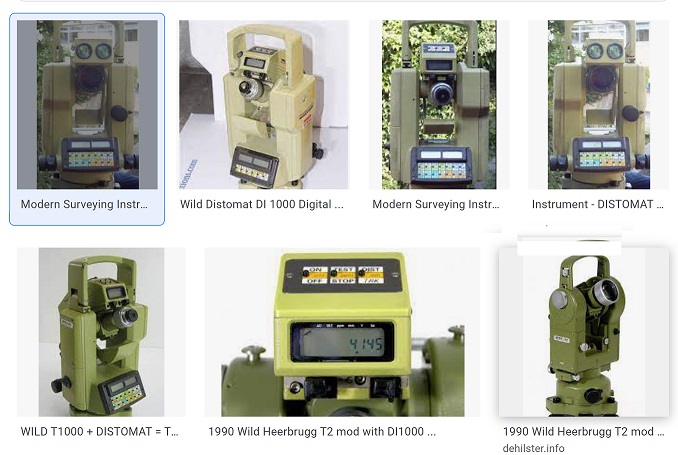 Modern Surveying Instr...
Wild Distomat DI 1000 Digital ...
Modern Surveying Instr...
Instrument - DISTOMAT ...
ON TEST DIST
OFF STOP TRK
4.145
WILD T1000 + DISTOMAT = T...
1990 Wild Heerbrugg T2 mod with DI1000 ...
1990 Wild Heerbrugg T2 mod ...
dehilster.info